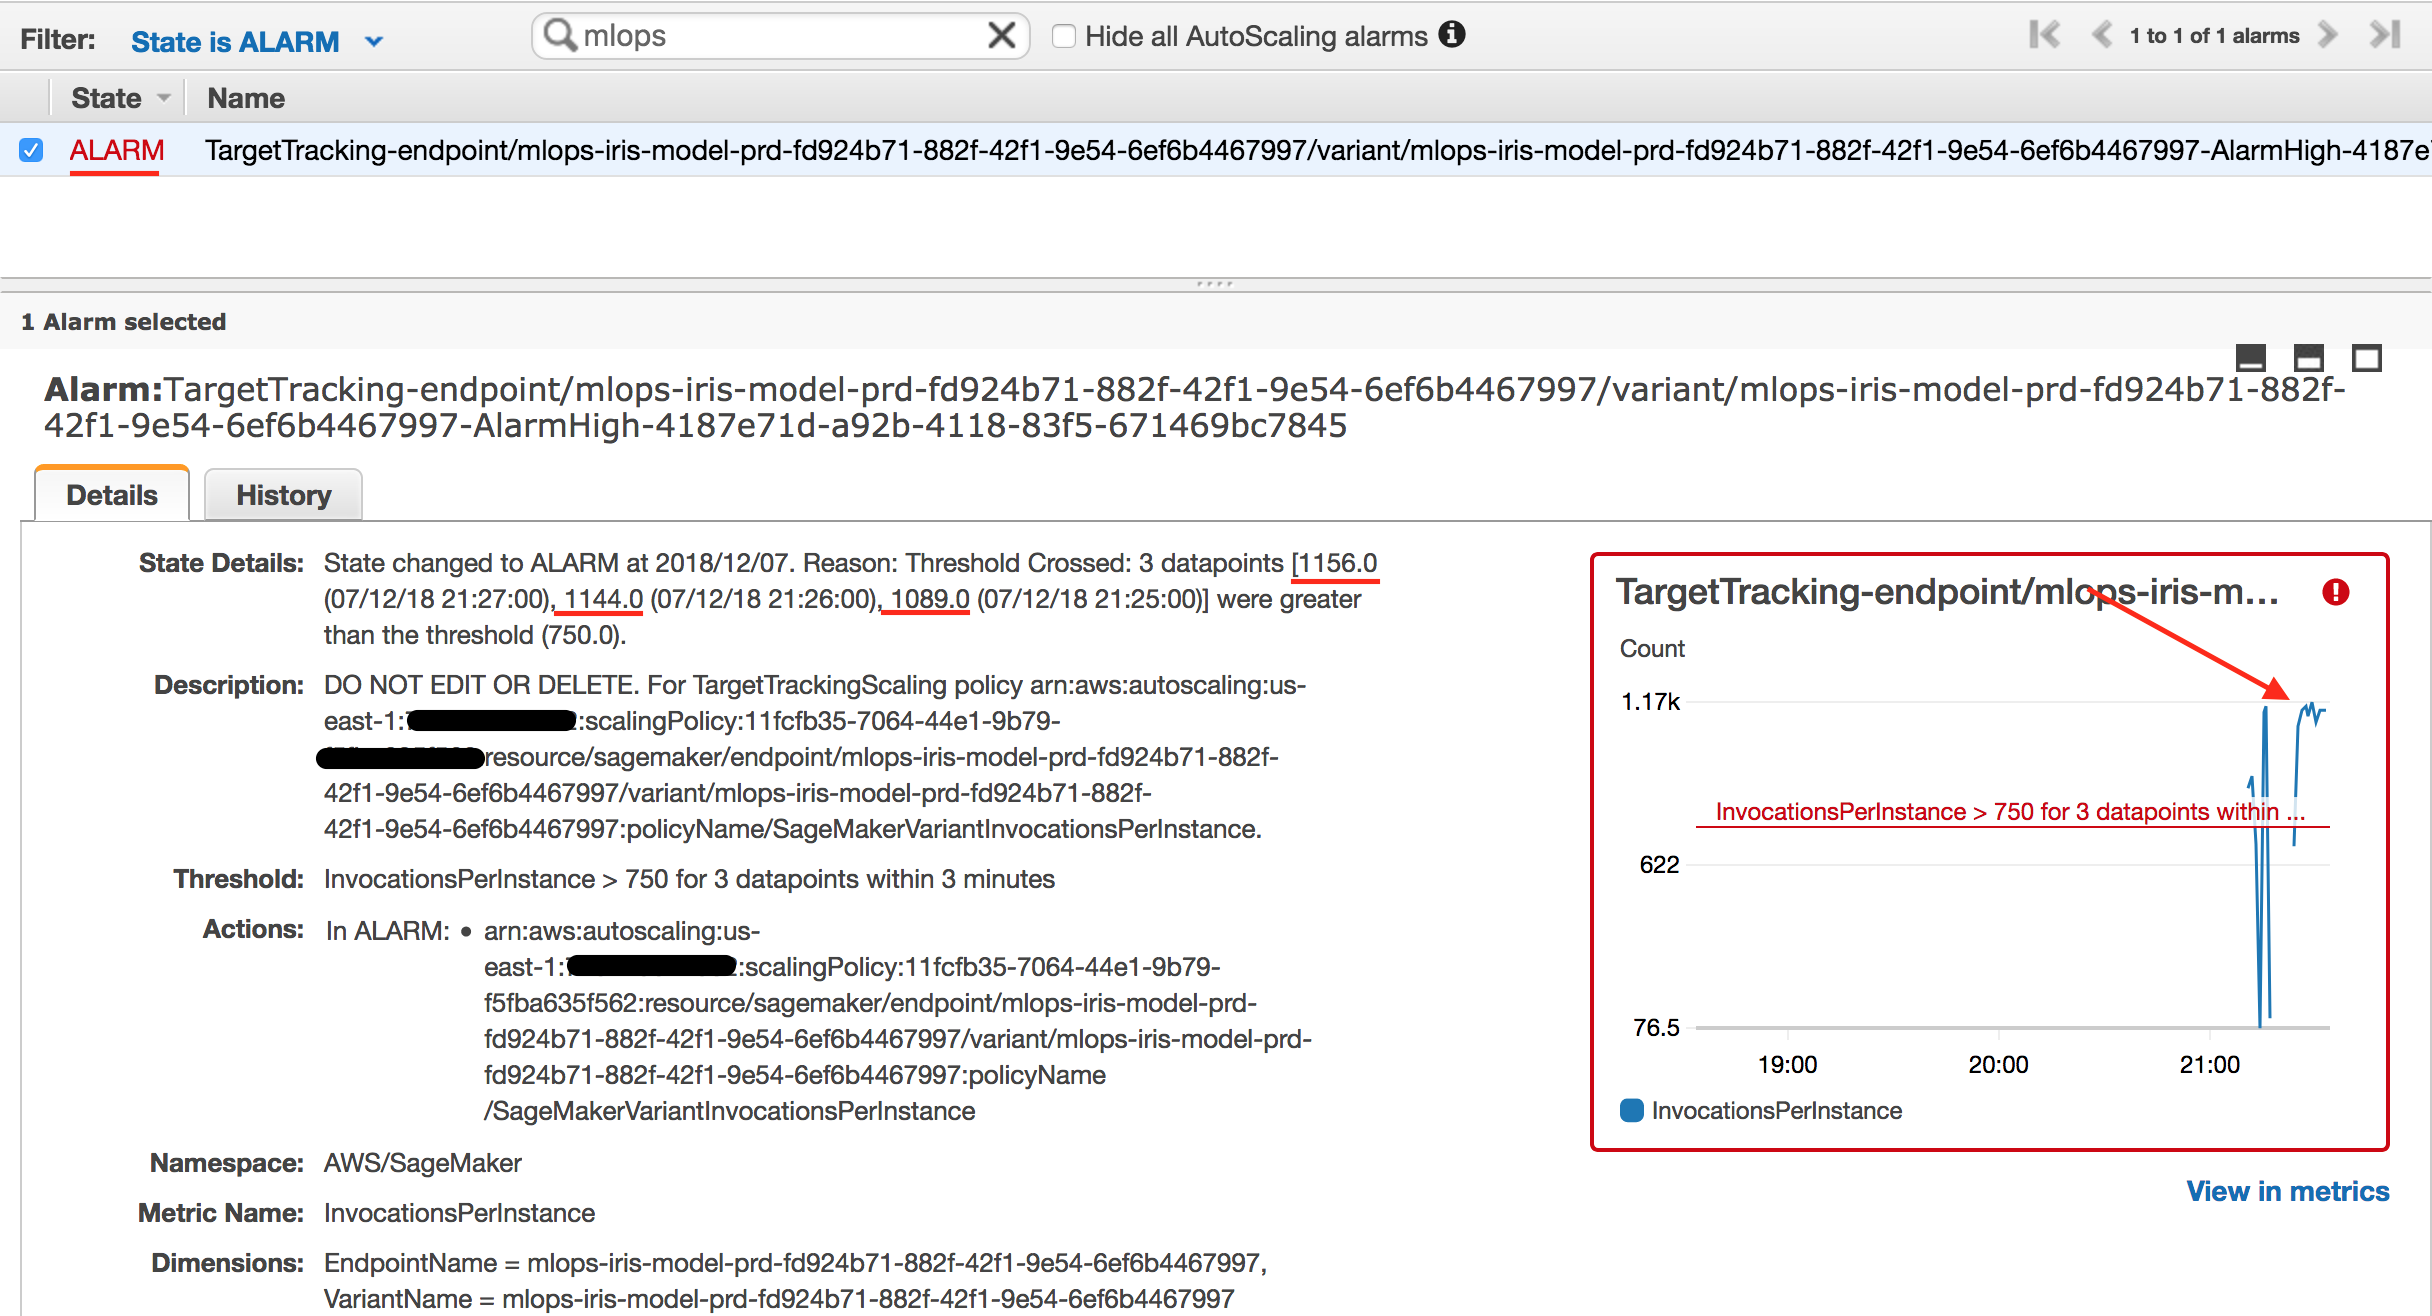 Filter: State is ALARM mlops Hide all AutoScaling alarms 1 to 1 of 1 alarms
State Name
ALARM TargetTracking-endpoint/mlops-iris-model-prd-fd924b71-882f-42f1-9e54-6ef6b4467997/variant/mlops-iris-model-prd-fd924b71-882f-42f1-9e54-6ef6b4467997-AlarmHigh-4187e7
1 Alarm selected
Alarm:TargetTracking-endpoint/mlops-iris-model-prd-fd924b71-882f-42f1-9e54-6ef6b4467997/variant/mlops-iris-model-prd-fd924b71-882f-
42f1-9e54-6ef6b4467997-AlarmHigh-4187e71d-a92b-4118-83f5-671469bc7845
Details History
State Details: State changed to ALARM at 2018/12/07. Reason: Threshold Crossed: 3 datapoints [1156.0
(07/12/18 21:27:00), 1144.0 (07/12/18 21:26:00), 1089.0 (07/12/18 21:25:00)] were greater
than the threshold (750.0).
Description: DO NOT EDIT OR DELETE. For TargetTrackingScaling policy arn:aws:autoscaling:us-
east-1: :scalingPolicy:11fcfb35-7064-44e1-9b79-
resource/sagemaker/endpoint/mlops-iris-model-prd-fd924b71-882f-
42f1-9e54-6ef6b4467997/variant/mlops-iris-model-prd-fd924b71-882f-
42f1-9e54-6ef6b4467997:policyName/SageMakerVariantInvocationsPerInstance.
Threshold: InvocationsPerInstance > 750 for 3 datapoints within 3 minutes
Actions: In ALARM: • arn:aws:autoscaling:us-
east-1: :scalingPolicy:11fcfb35-7064-44e1-9b79-
f5fba635f562:resource/sagemaker/endpoint/mlops-iris-model-prd-
fd924b71-882f-42f1-9e54-6ef6b4467997/variant/mlops-iris-model-prd-
fd924b71-882f-42f1-9e54-6ef6b4467997:policyName
/SageMakerVariantInvocationsPerInstance
Namespace: AWS/SageMaker
Metric Name: InvocationsPerInstance
Dimensions: EndpointName = mlops-iris-model-prd-fd924b71-882f-42f1-9e54-6ef6b4467997,
VariantName = mlops-iris-model-prd-fd924b71-882f-42f1-9e54-6ef6b4467997
TargetTracking-endpoint/mlops-iris-m...
Count
1.17k
InvocationsPerInstance > 750 for 3 datapoints within ...
622
76.5
19:00 20:00 21:00
InvocationsPerInstance
View in metrics